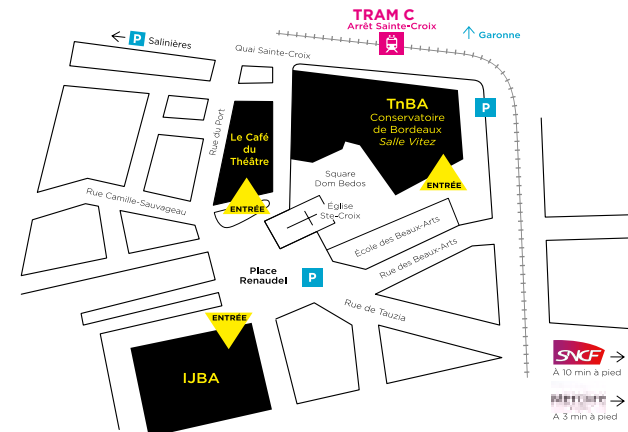 TRAM C
Arrêt Sainte-Croix
Garonne
P Salinières
Quai Sainte-Croix
P
TnBA
Conservatoire
de Bordeaux
Salle Vitez
ENTRÉE
Rue du Port
Le Café
du
Théâtre
ENTRÉE
Square
Dom Bedos
Rue Camille-Sauvageau
Église
Ste-Croix
École des Beaux-Arts
Rue des Beaux-Arts
Place
Renaudel
P
Rue de Tauzia
ENTRÉE
IJBA
SNCF
À 10 min à pied
A 3 min à pied